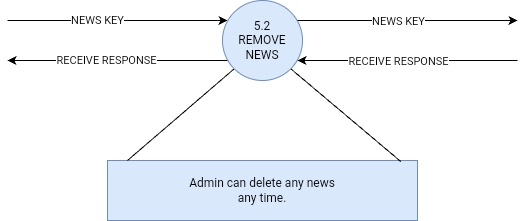 NEWS KEY
5.2
REMOVE
NEWS
NEWS KEY
RECEIVE RESPONSE
RECEIVE RESPONSE
Admin can delete any news
any time.